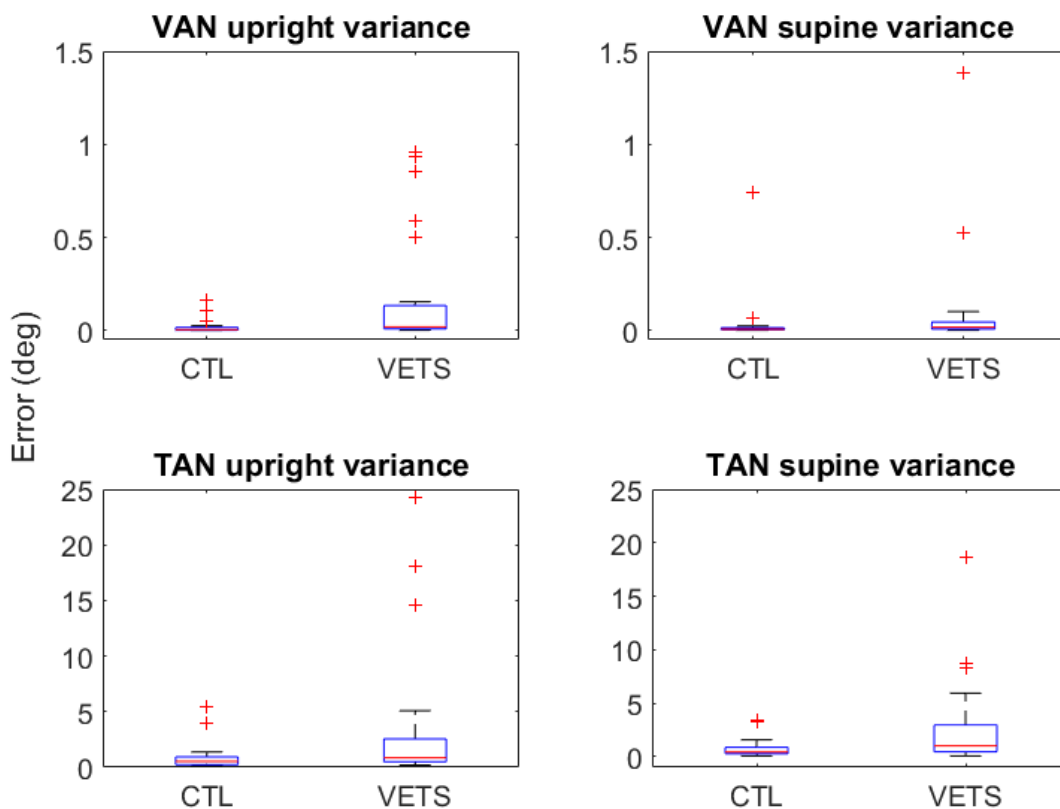 VAN upright variance
1.5
1
0.5
0
CTL VETS
VAN supine variance
1.5
1
0.5
0
CTL VETS
Error (deg)
TAN upright variance
25
20
15
10
5
0
CTL VETS
TAN supine variance
25
20
15
10
5
0
CTL VETS